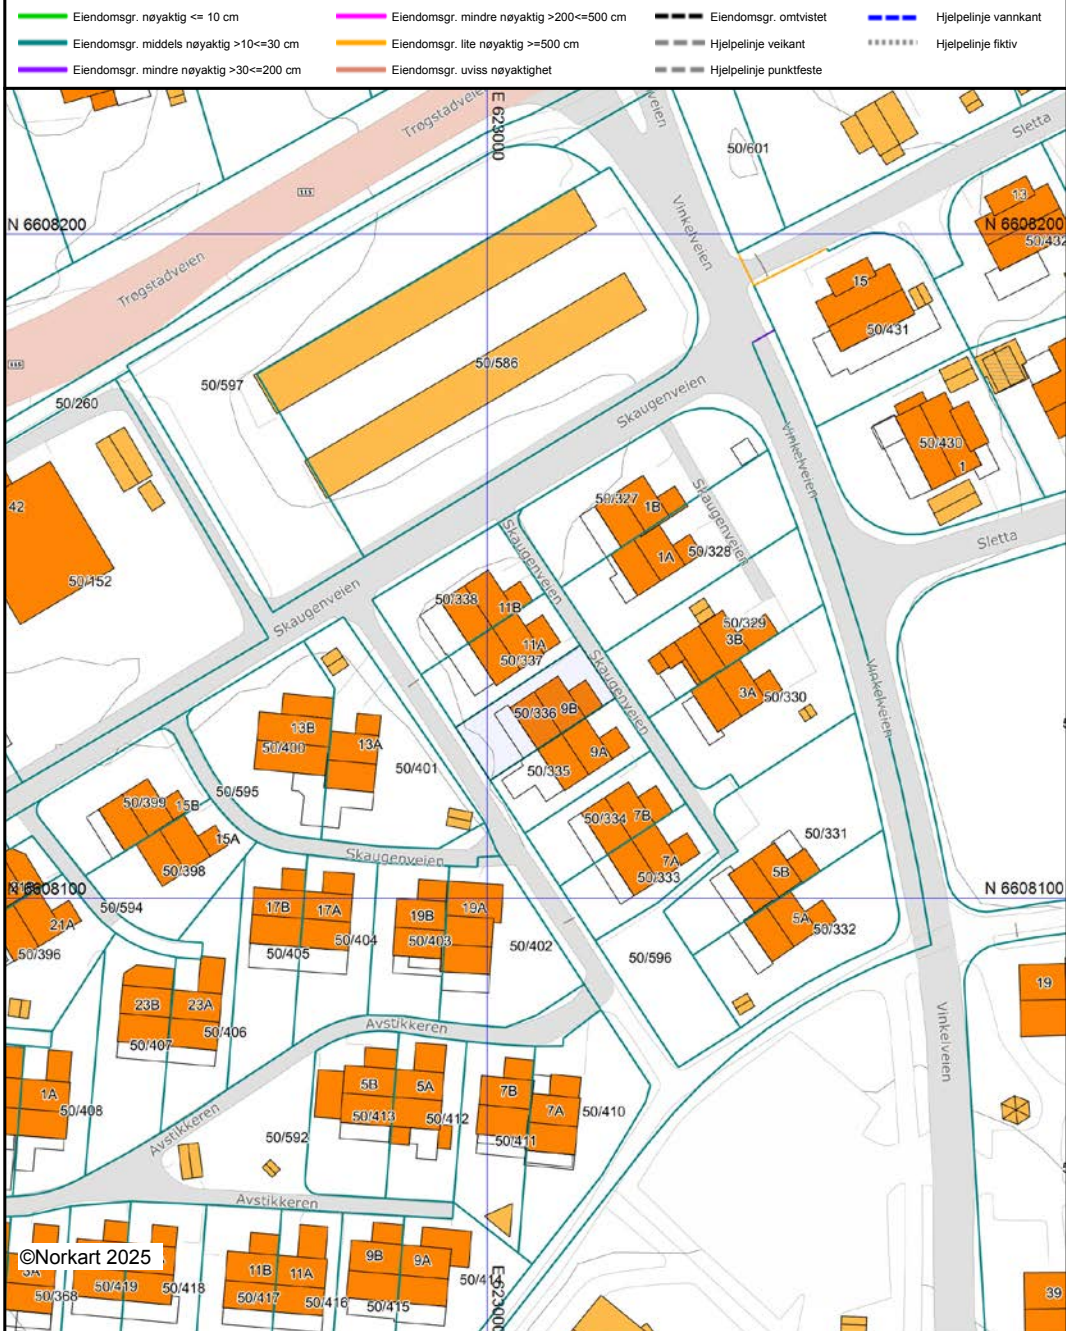 Eiendomsgr. nøyaktig <= 10 cm
Eiendomsgr. mindre nøyaktig >200<=500 cm
Eiendomsgr. omtvistet
Hjelpelinje vannkant
Eiendomsgr. middels nøyaktig >10<=30 cm
Eiendomsgr. lite nøyaktig >=500 cm
Hjelpelinje veikant
Hjelpelinje fiktiv
Eiendomsgr. mindre nøyaktig >30<=200 cm
Eiendomsgr. uviss nøyaktighet
Hjelpelinje punktfeste
Trøgstadveien
E 623000
Sletta
50/601
115
13
N 6608200
Vinkelveien
N 6608200
50/432
Trøgstadveien
15
50/431
115
50/586
50/597
Skaugenveien
50/260
Vinkelveien
50/430
1
42
50/327
1B
Skaugenveien
Skaugenveien
1A
50/328
Sletta
50/152
Skaugenveien
50/338
11B
50/329
3B
11A
50/337
Skaugenveien
Vinkelveien
3A
50/330
50/336
9B
13B
50/400
13A
9A
50/401
50/335
50/595
50/399
15B
50/334
7B
50/331
15A
Skaugenveien
7A
50/398
5B
50/333
N 6608100
N 6608100
50/594
17B
17A
19B
19A
21A
5A
50/332
50/396
50/405
50/404
50/403
50/402
50/596
19
23B
23A
50/406
Avstikkeren
50/407
Vinkelveien
1A
50/408
5B
5A
7B
7A
50/410
50/413
50/412
50/411
Avstikkeren
50/592
Avstikkeren
©Norkart 2025
3A
11B
11A
9B
9A
50/368
50/419
50/418
50/417
50/416
50/415
50/414
E 623000
39